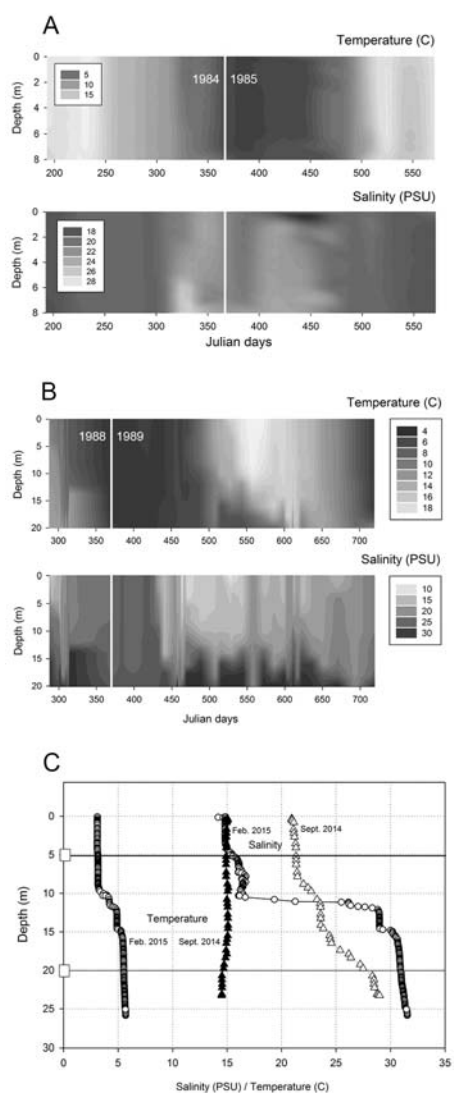 A
Temperature (C)
0
2
4
6
8
Depth (m)
5
10
15
1984
1985
200 250 300 350 400 450 500 550
Salinity (PSU)
0
2
4
6
8
Depth (m)
18
20
22
24
26
28
200 250 300 350 400 450 500 550
Julian days
B
Temperature (C)
0
5
10
15
20
Depth (m)
1988
1989
4
6
8
10
12
14
16
18
300 350 400 450 500 550 600 650 700
Salinity (PSU)
0
5
10
15
20
Depth (m)
10
15
20
25
30
300 350 400 450 500 550 600 650 700
Julian days
C
0
5
10
15
20
25
30
Depth (m)
Feb. 2015
Sept. 2014
Salinity
Temperature
Feb. 2015
Sept. 2014
0 5 10 15 20 25 30 35
Salinity (PSU) / Temperature (C)